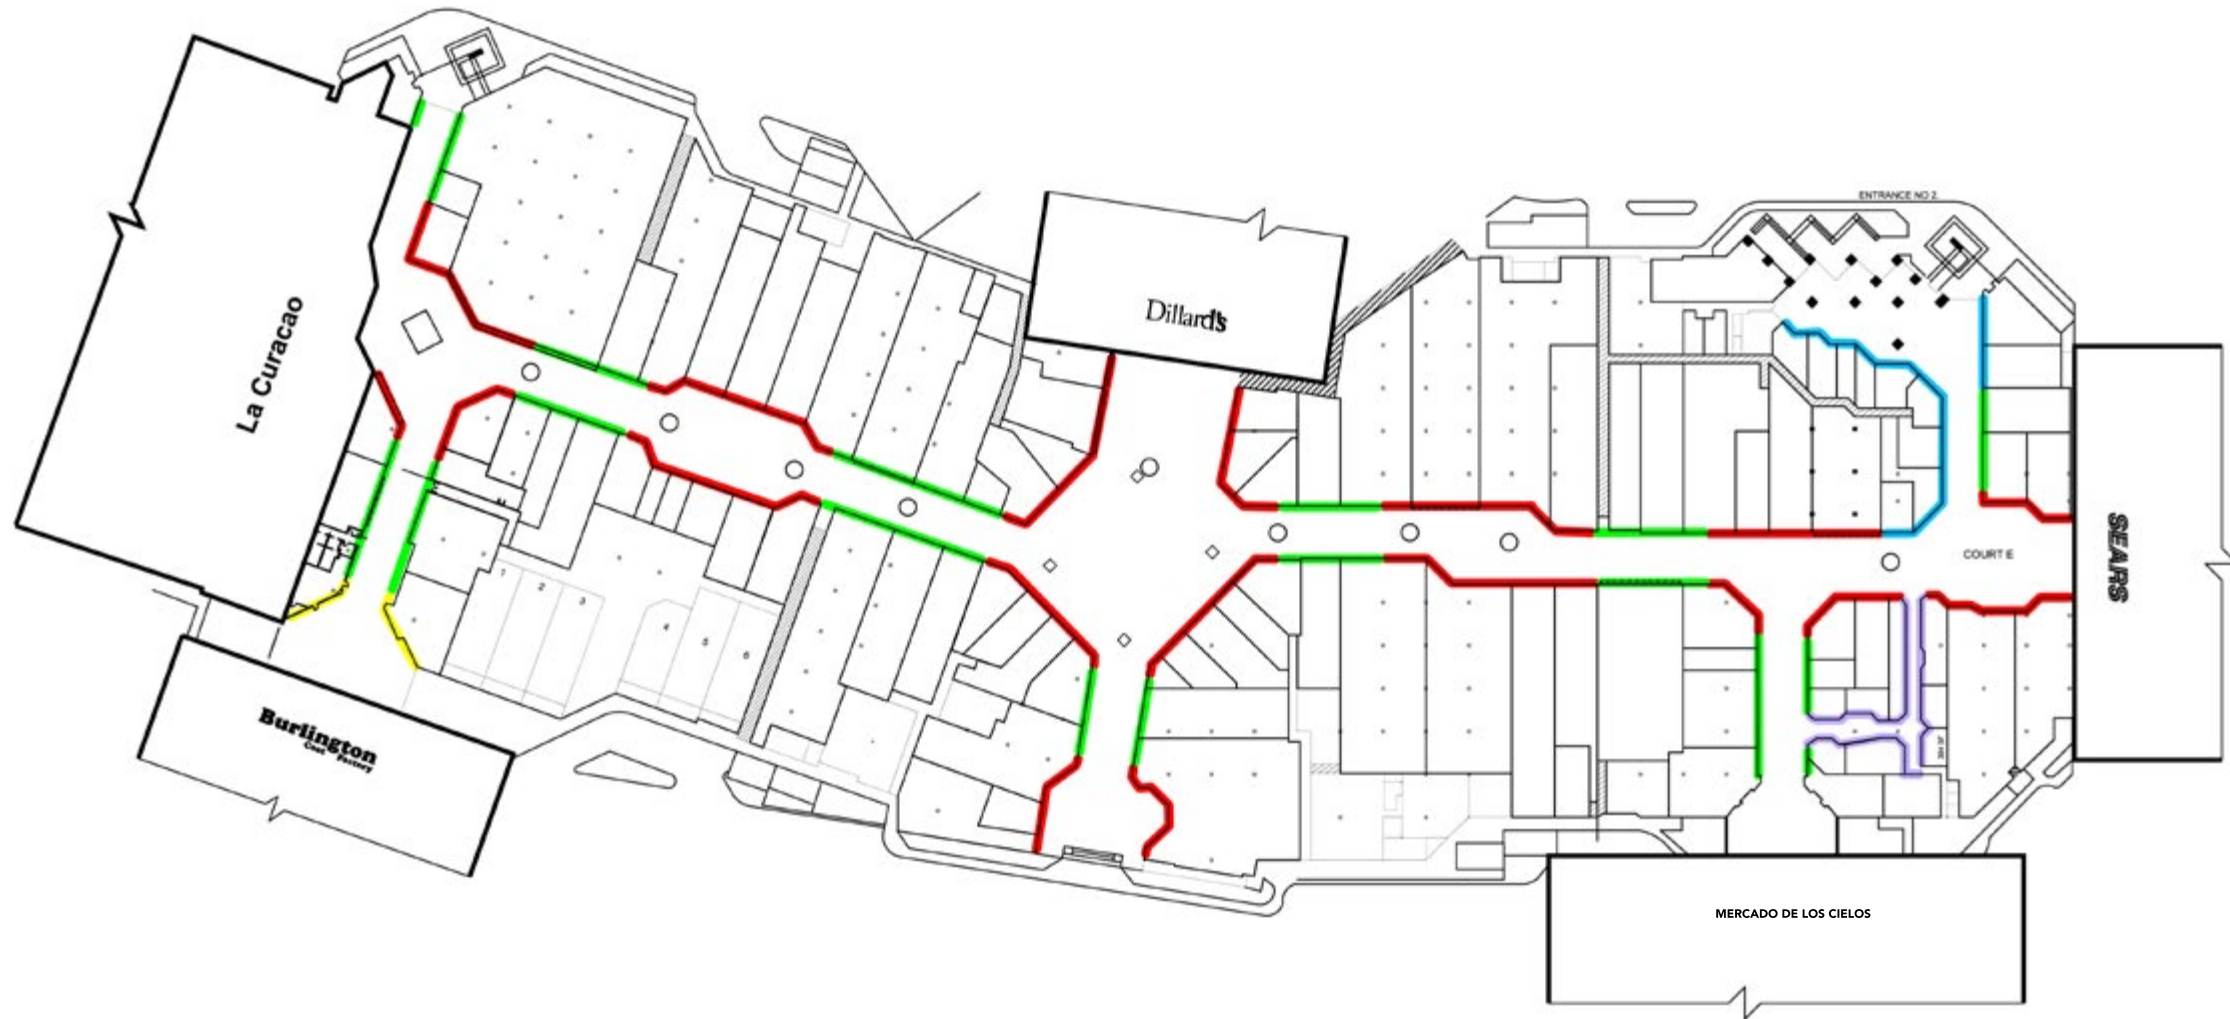 ENTRANCE NO 2.
La Curacao
Dillard's
SEARS
COURT E
1
2
3
4
5
6
Burlington
Coat
Factory
MERCADO DE LOS CIELOS